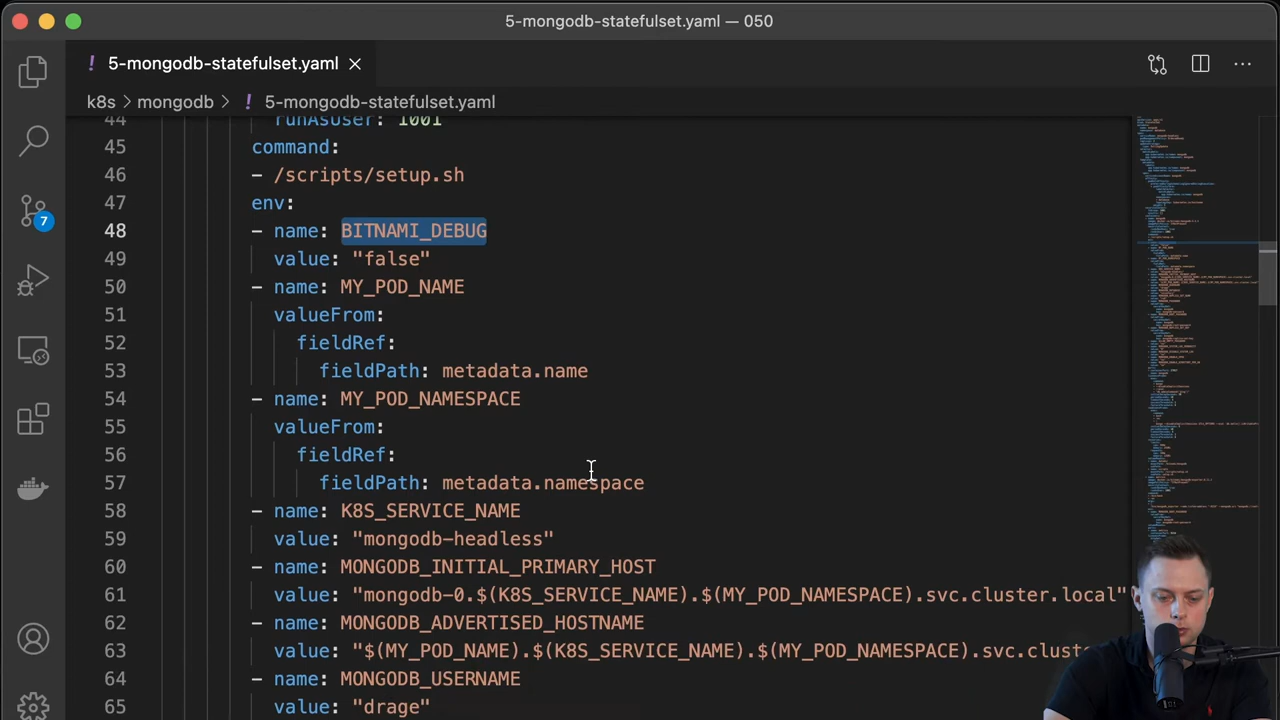 5-mongodb-statefulset.yaml — 050
! 5-mongodb-statefulset.yaml ×
k8s > mongodb > ! 5-mongodb-statefulset.yaml
44 runAsUser: 1001
45 command:
46 - /scripts/setup.sh
47 env:
48 - name: BITNAMI_DEBUG
49 value: "false"
50 - name: MY_POD_NAME
51 valueFrom:
52 fieldRef:
53 fieldPath: metadata.name
54 - name: MY_POD_NAMESPACE
55 valueFrom:
56 fieldRef:
57 fieldPath: metadata.namespace
58 - name: K8S_SERVICE_NAME
59 value: "mongodb-headless"
60 - name: MONGODB_INITIAL_PRIMARY_HOST
61 value: "mongodb-0.$(K8S_SERVICE_NAME).$(MY_POD_NAMESPACE).svc.cluster.local"
62 - name: MONGODB_ADVERTISED_HOSTNAME
63 value: "$(MY_POD_NAME).$(K8S_SERVICE_NAME).$(MY_POD_NAMESPACE).svc.cluste
64 - name: MONGODB_USERNAME
65 value: "drage"
7